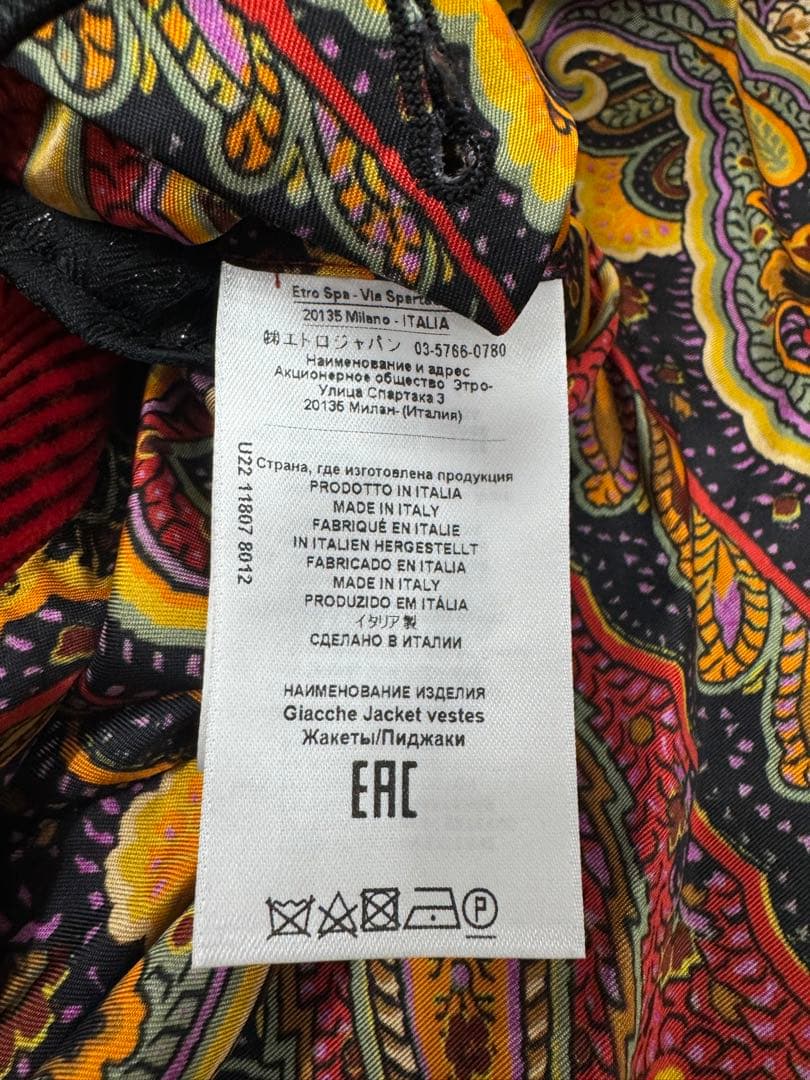 Etro Spa - Via
20135 Milano - ITALIA
㈱エトロジャパン 03-5766-0780
Наименование и адрес
Акционерное общество Этро-
Улица Спартака 3
20135 Милан-(Италия)
U22 11807 8012
Страна, где изготовлена продукция
PRODOTTO IN ITALIA
MADE IN ITALY
FABRIQUÉ EN ITALIE
IN ITALIEN HERGESTELLT
FABRICADO EN ITALIA
MADE IN ITALY
PRODUZIDO EM ITÁLIA
イタリア製
СДЕЛАНО В ИТАЛИИ
НАИМЕНОВАНИЕ ИЗДЕЛИЯ
Giacche Jacket vestes
Жакеты/Пиджаки
EAC
P